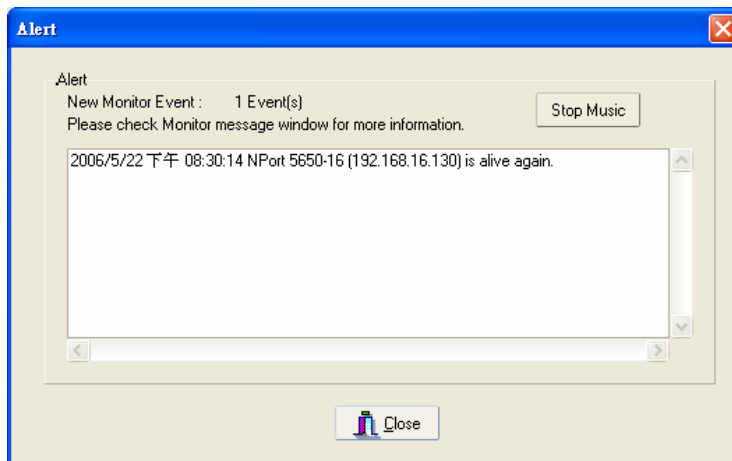 Alert
Alert
New Monitor Event : 1 Event(s)
Stop Music
Please check Monitor message window for more information.
2006/5/22 下午 08:30:14 NPort 5650-16 (192.168.16.130) is alive again.
Close